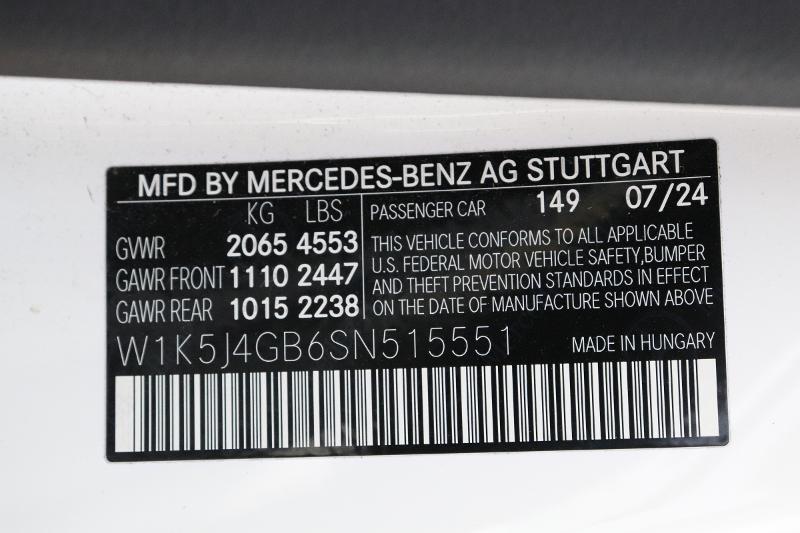 MFD BY MERCEDES-BENZ AG STUTTGART
KG LBS
GVWR 2065 4553
GAWR FRONT 1110 2447
GAWR REAR 1015 2238
PASSENGER CAR 149 07/24
THIS VEHICLE CONFORMS TO ALL APPLICABLE
U.S. FEDERAL MOTOR VEHICLE SAFETY,BUMPER
AND THEFT PREVENTION STANDARDS IN EFFECT
ON THE DATE OF MANUFACTURE SHOWN ABOVE
W1K5J4GB6SN515551
MADE IN HUNGARY